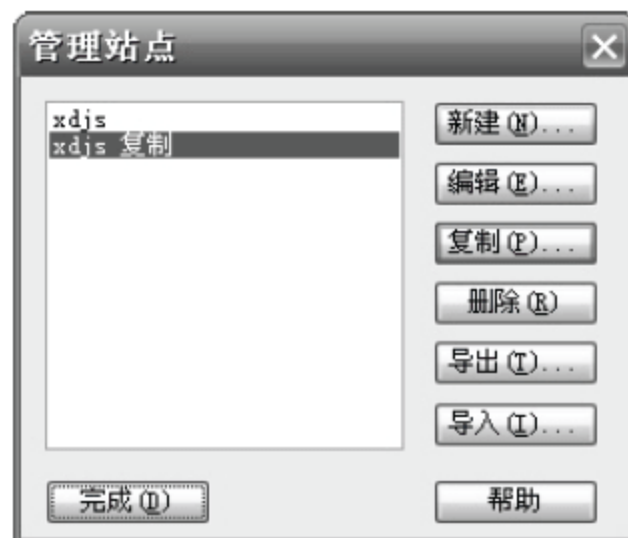 管理站点
xdjs
xdjs 复制
新建(N)...
编辑(E)...
复制(P)...
删除(R)
导出(T)...
导入(I)...
完成(D)
帮助